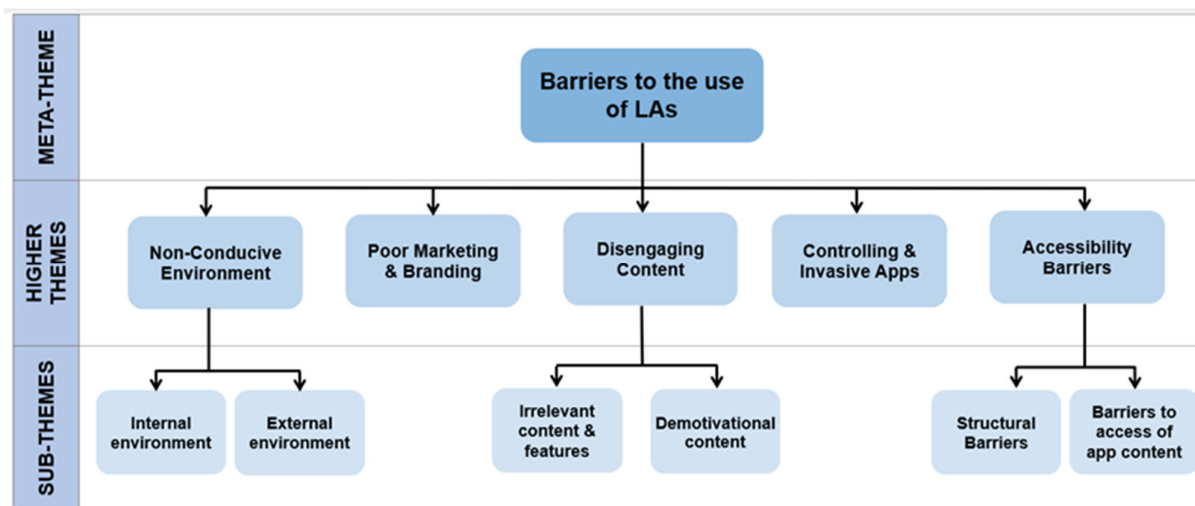 META-THEME
Barriers to the use
of LAs
HIGHER
THEMES
Non-Conducive
Environment
Poor Marketing
& Branding
Disengaging
Content
Controlling &
Invasive Apps
Accessibility
Barriers
SUB-THEMES
Internal
environment
External
environment
Irrelevant
content &
features
Demotivational
content
Structural
Barriers
Barriers to
access of
app content